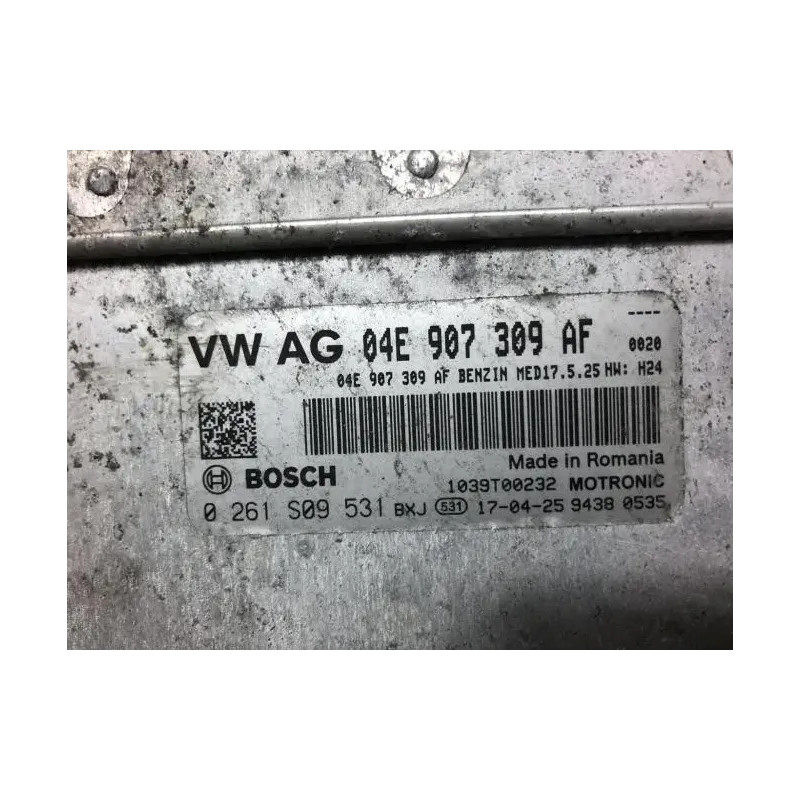 ----
VW AG 04E 907 309 AF 0020
04E 907 309 AF BENZIN MED17.5.25 HW: H24
BOSCH
Made in Romania
1039T00232 MOTRONIC
0 261 S09 531 BXJ 531 17-04-25 9438 0535